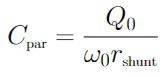 C_par = Q_0 / (ω_0 r_shunt)